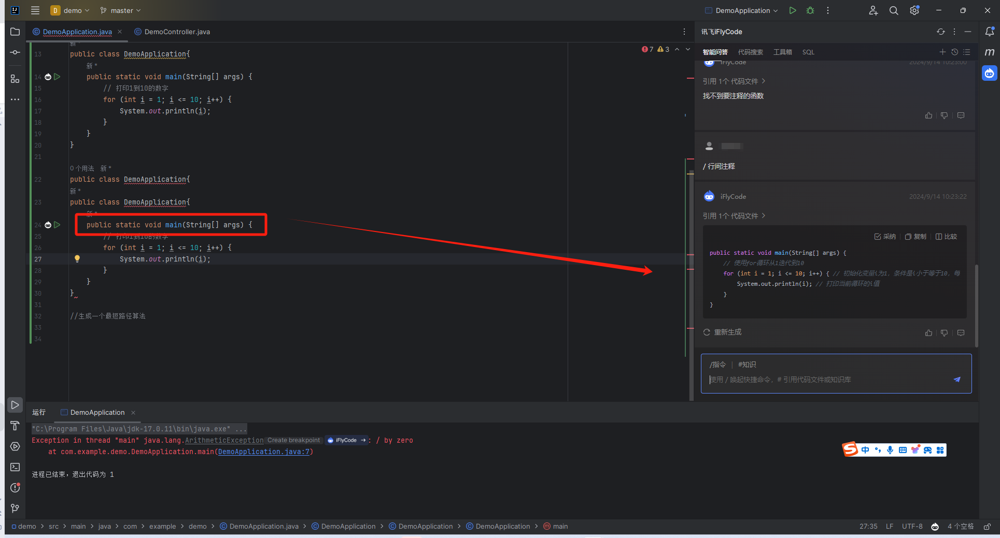 D demo
master
DemoApplication
DemoApplication.java
DemoController.java
7
3
新 *
13 public class DemoApplication{
新 *
14 public static void main(String[] args) {
15 // 打印1到10的数字
16 for (int i = 1; i <= 10; i++) {
17 System.out.println(i);
18 }
19 }
20 }
21
0 个用法 新 *
22 public class DemoApplication{
新 *
23 public class DemoApplication{
新 *
24 public static void main(String[] args) {
25 // 打印1到10的数字
26 for (int i = 1; i <= 10; i++) {
27 System.out.println(i);
28 }
29 }
30 }
31
32 //生成一个最短路径算法
33
34
讯飞iFlyCode
智能问答 代码搜索 工具箱 SQL
iFlyCode 2024/9/14 10:23:00
引用 1个 代码文件
找不到要注释的函数
/ 行间注释
iFlyCode 2024/9/14 10:23:22
引用 1个 代码文件
采纳 复制 比较
public static void main(String[] args) {
// 使用for循环从1迭代到10
for (int i = 1; i <= 10; i++) { // 初始化变量i为1，条件是i小于等于10，每
System.out.println(i); // 打印当前循环的i值
}
}
重新生成
/指令 | #知识
使用 / 唤起快捷命令，# 引用代码文件或知识库
m
运行 DemoApplication
"C:\Program Files\Java\jdk-17.0.11\bin\java.exe" ...
Exception in thread "main" java.lang.ArithmeticException Create breakpoint iFlyCode → : / by zero
at com.example.demo.DemoApplication.main(DemoApplication.java:7)
进程已结束，退出代码为 1
S 中
demo > src > main > java > com > example > demo > DemoApplication.java > DemoApplication > DemoApplication > DemoApplication > main
27:35 LF UTF-8 4 个空格